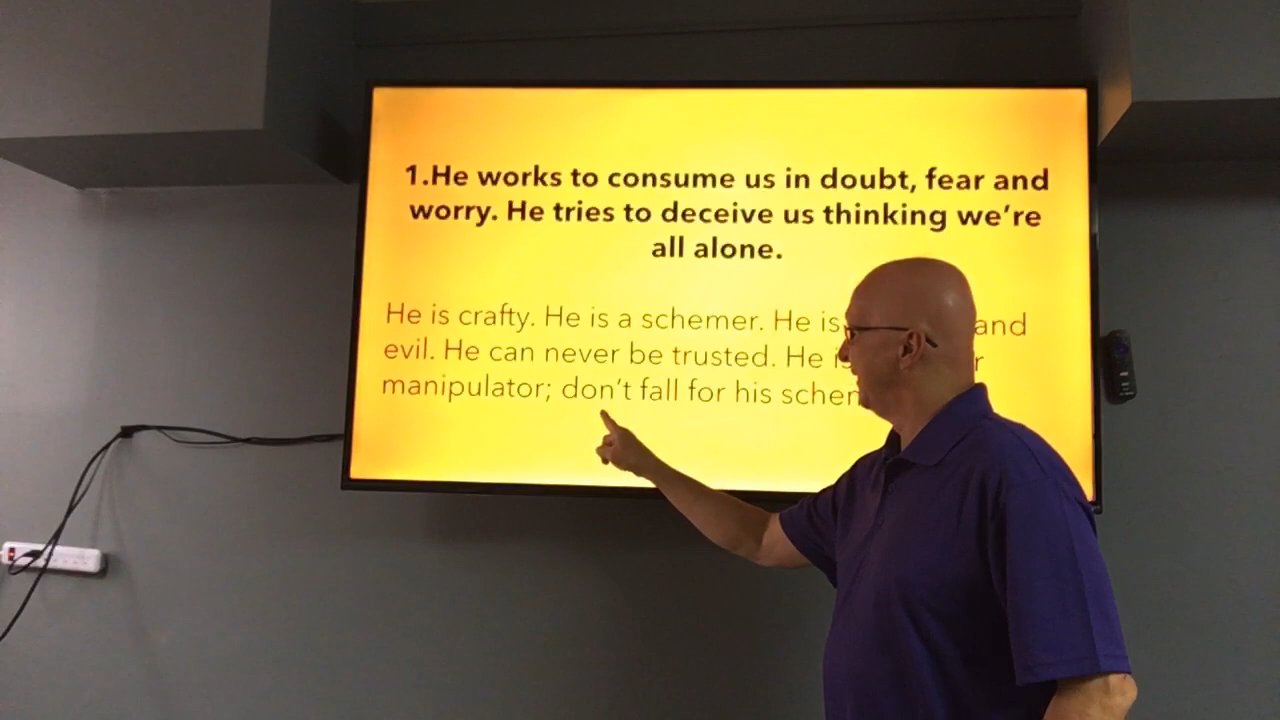 1.He works to consume us in doubt, fear and
worry. He tries to deceive us thinking we're
all alone.
He is crafty. He is a schemer. He is and
evil. He can never be trusted. He
manipulator; don't fall for his